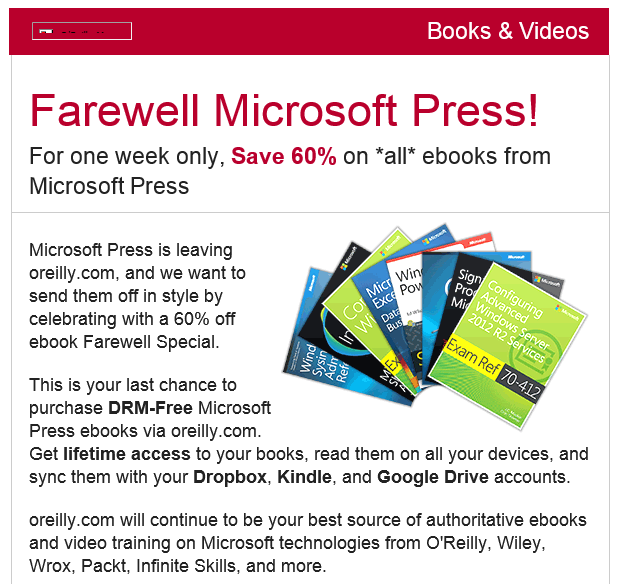 Books & Videos
Farewell Microsoft Press!
For one week only, Save 60% on *all* ebooks from
Microsoft Press
Microsoft Press is leaving
oreilly.com, and we want to
send them off in style by
celebrating with a 60% off
ebook Farewell Special.
This is your last chance to
purchase DRM-Free Microsoft
Press ebooks via oreilly.com.
Get lifetime access to your books, read them on all your devices, and
sync them with your Dropbox, Kindle, and Google Drive accounts.
oreilly.com will continue to be your best source of authoritative ebooks
and video training on Microsoft technologies from O'Reilly, Wiley,
Wrox, Packt, Infinite Skills, and more.
Microsoft
Configuring
Advanced
Windows Server
2012 R2 Services
Exam Ref 70-412